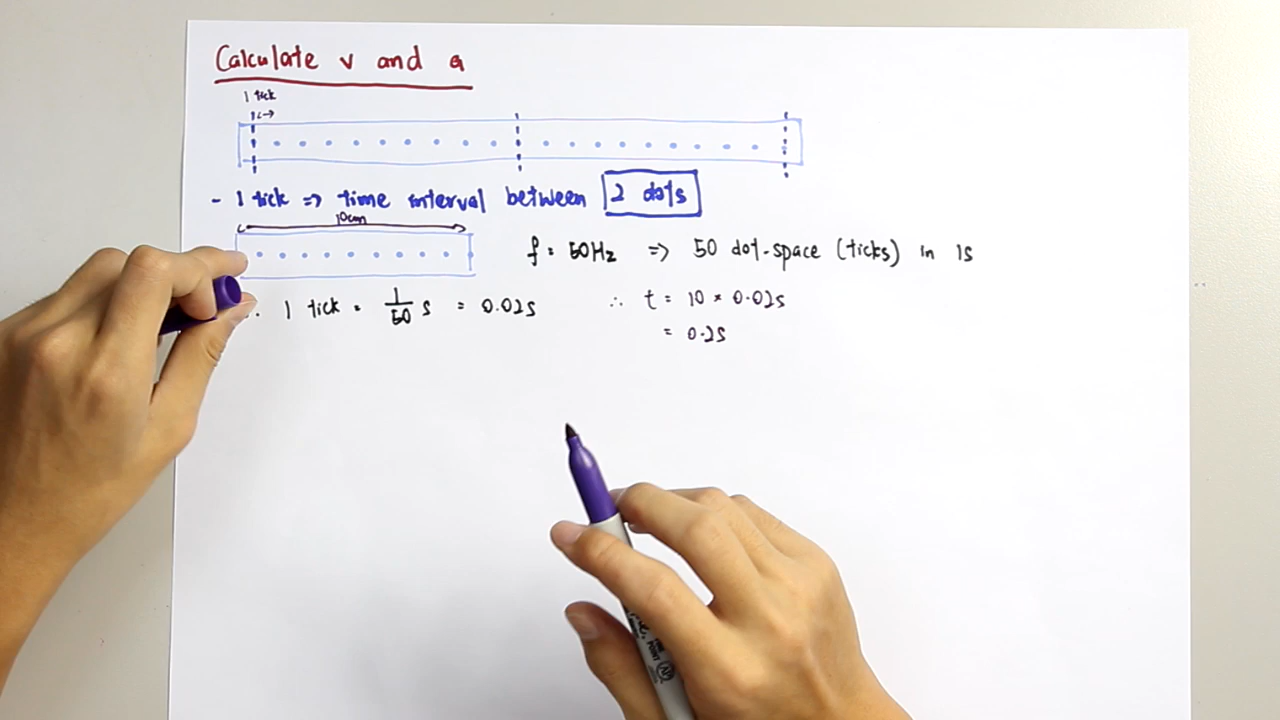 Calculate v and a
1 tick
- 1 tick => time interval between 2 dots
10cm
f = 50Hz => 50 dot-space (ticks) in 1s
1 tick = 1/50 s = 0.02s
∴ t = 10 × 0.02s
= 0.2s